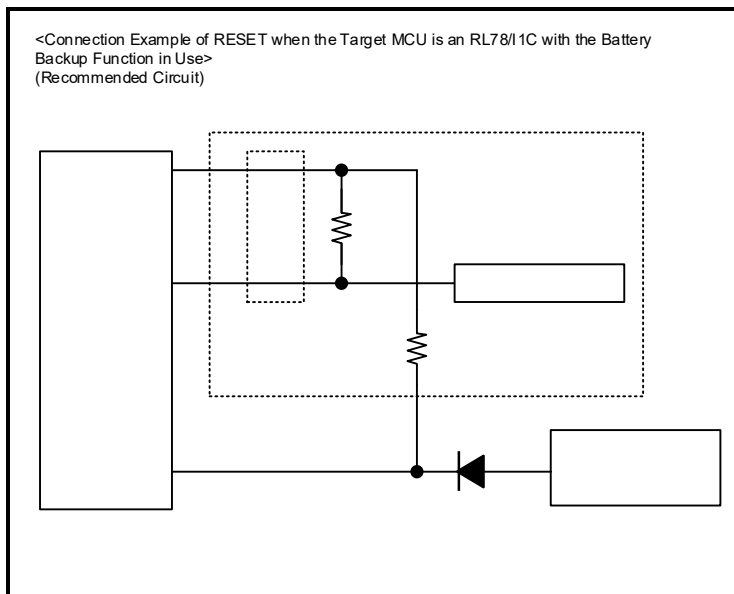 <Connection Example of RESET when the Target MCU is an RL78/I1C with the Battery
Backup Function in Use>
(Recommended Circuit)